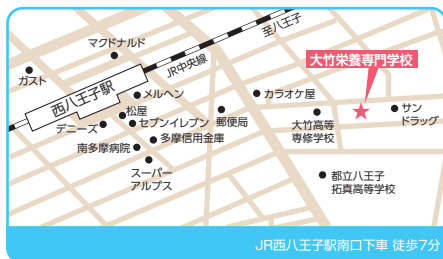 マクドナルド
至八王子
JR中央線
ガスト
西八王子駅
大竹栄養専門学校
メルヘン
カラオケ屋
松屋
デニーズ
セブンイレブン
郵便局
大竹高等
専修学校
サン
ドラッグ
南多摩病院
多摩信用金庫
スーパー
アルプス
都立八王子
拓真高等学校
JR西八王子駅南口下車 徒歩7分